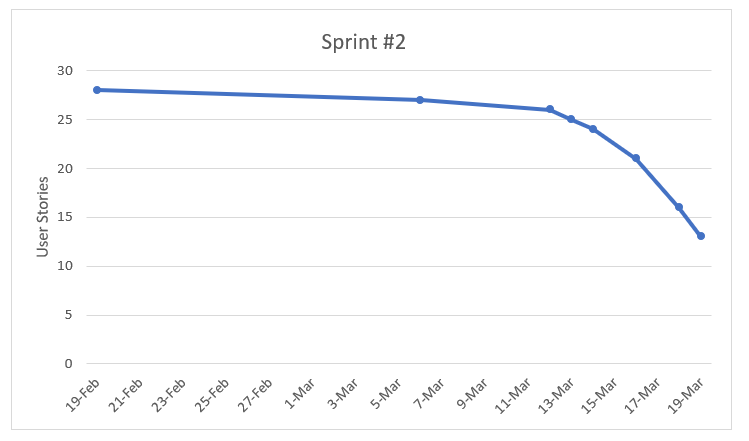 Sprint #2
User Stories
30
25
20
15
10
5
0
19-Feb
21-Feb
23-Feb
25-Feb
27-Feb
1-Mar
3-Mar
5-Mar
7-Mar
9-Mar
11-Mar
13-Mar
15-Mar
17-Mar
19-Mar